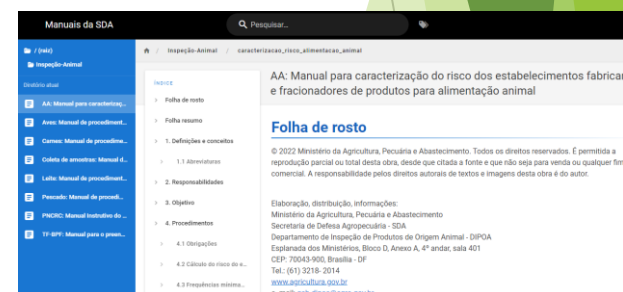 Manuais da SDA
Pesquisar...
/ (raiz)
Inspeção-Animal
Diretório atual
AA: Manual para caracterizaç...
Aves: Manual de procediment...
Carnes: Manual de procedime...
Coleta de amostras: Manual d...
Leite: Manual de procediment...
Pescado: Manual de procedi...
PNCRC: Manual Instrutivo do ...
TF-BPF: Manual para o preen...
/ Inspeção-Animal / caracterizacao_risco_alimentacao_animal
ÍNDICE
Folha de rosto
Folha resumo
1. Definições e conceitos
1.1 Abreviaturas
2. Responsabilidades
3. Objetivo
4. Procedimentos
4.1 Obrigações
4.2 Cálculo do risco do e...
4.3 Frequências mínima...
AA: Manual para caracterização do risco dos estabelecimentos fabrican
e fracionadores de produtos para alimentação animal
Folha de rosto
© 2022 Ministério da Agricultura, Pecuária e Abastecimento. Todos os direitos reservados. É permitida a
reprodução parcial ou total desta obra, desde que citada a fonte e que não seja para venda ou qualquer fim
comercial. A responsabilidade pelos direitos autorais de textos e imagens desta obra é do autor.
Elaboração, distribuição, informações:
Ministério da Agricultura, Pecuária e Abastecimento
Secretaria de Defesa Agropecuária - SDA
Departamento de Inspeção de Produtos de Origem Animal - DIPOA
Esplanada dos Ministérios, Bloco D, Anexo A, 4º andar, sala 401
CEP: 70043-900, Brasília - DF
Tel.: (61) 3218- 2014
www.agricultura.gov.br